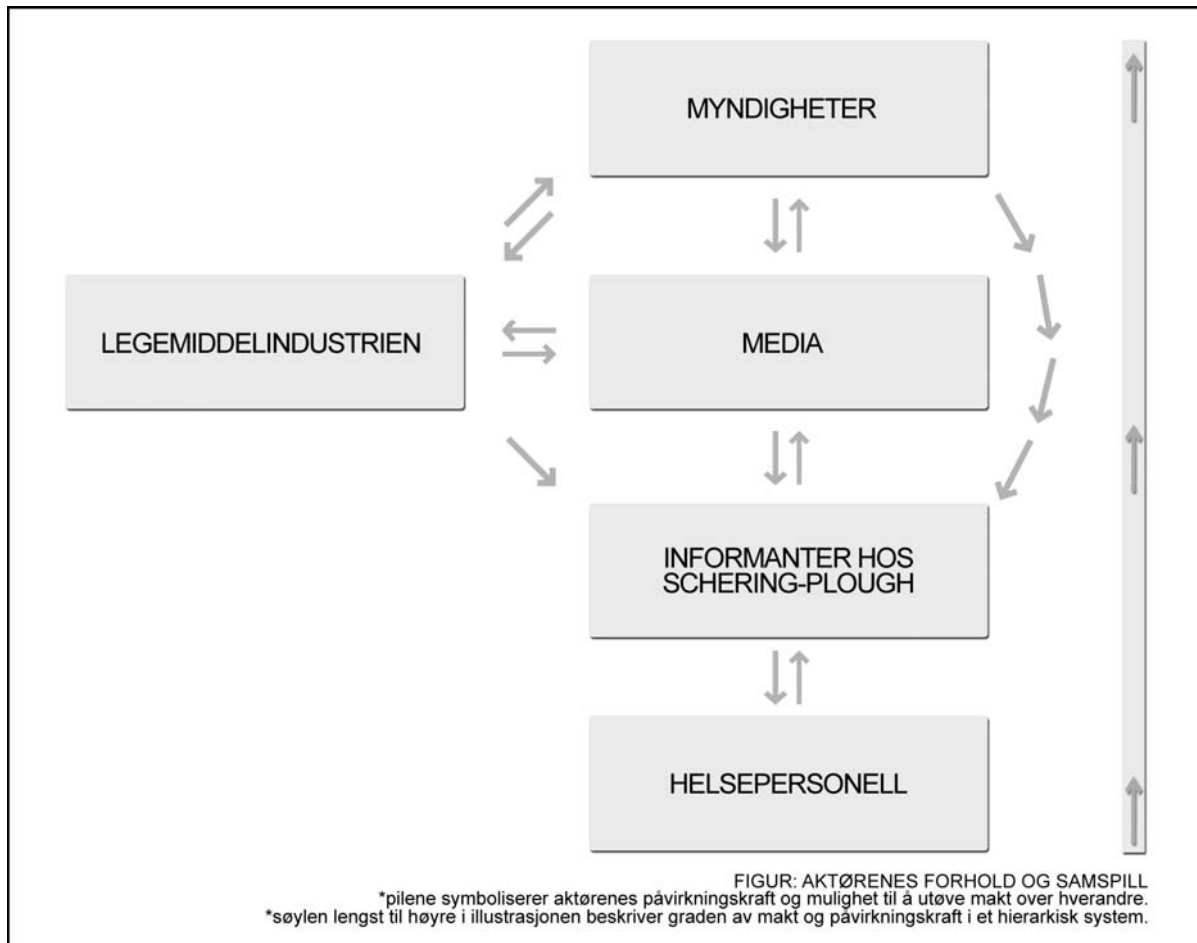 MYNDIGHETER
LEGEMIDDELINDUSTRIEN
MEDIA
INFORMANTER HOS
SCHERING-PLOUGH
HELSEPERSONELL
FIGUR: AKTØRENES FORHOLD OG SAMSPILL
*pilene symboliserer aktørenes påvirkningskraft og mulighet til å utøve makt over hverandre.
*søylen lengst til høyre i illustrasjonen beskriver graden av makt og påvirkningskraft i et hierarkisk system.